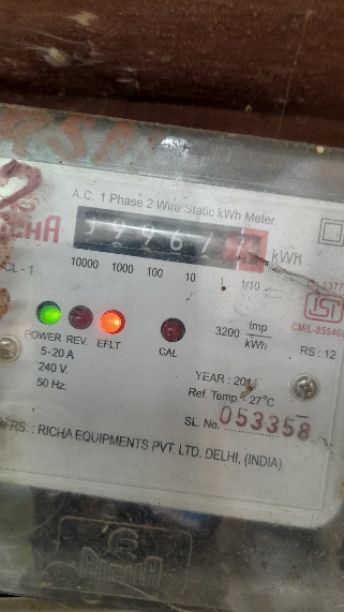 A.C. 1 Phase 2 Wire Static kWh Meter.
kWh
CL - 1
10000 1000 100 10 1 1/10
POWER REV. EFLT
CAL
3200 Imp/kWh
RS : 12
5-20 A
240 V.
50 Hz.
Ref. Temp. - 27°C
SL. No. 053358
MFRS. : RICHA EQUIPMENTS PVT. LTD. DELHI, (INDIA)
RICHA